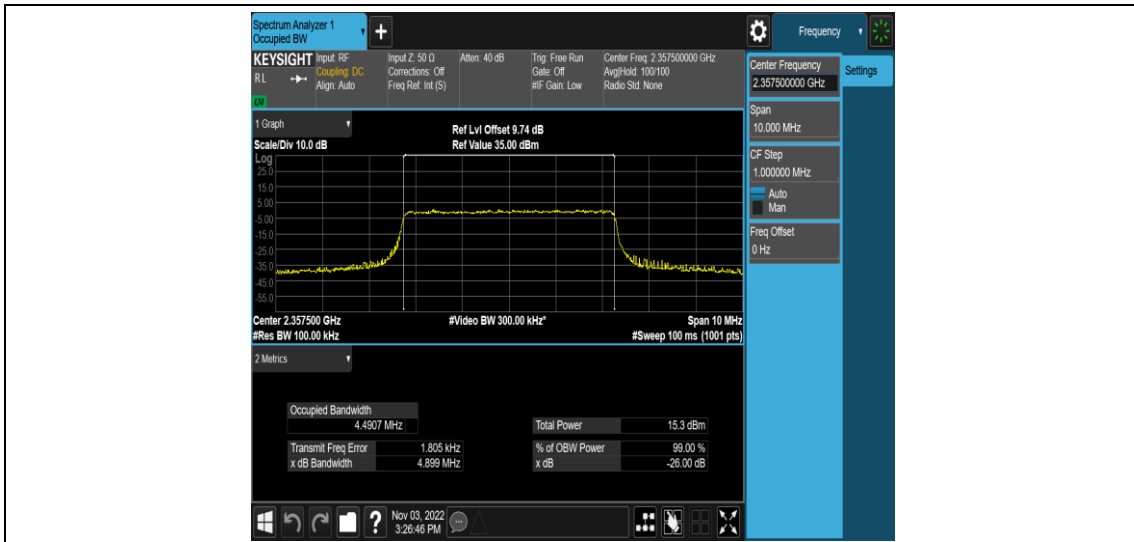 Spectrum Analyzer 1
Occupied BW
+
Frequency
KEYSIGHT
RL
LXI
Input: RF
Coupling: DC
Align: Auto
Input Z: 50 Ω
Corrections: Off
Freq Ref: Int (S)
Atten: 40 dB
Trig: Free Run
Gate: Off
#IF Gain: Low
Center Freq: 2.357500000 GHz
Avg|Hold: 100/100
Radio Std: None
Center Frequency
2.357500000 GHz
Settings
Span
10.000 MHz
CF Step
1.000000 MHz
Auto
Man
Freq Offset
0 Hz
1 Graph
Scale/Div 10.0 dB
Ref Lvl Offset 9.74 dB
Ref Value 35.00 dBm
Log
25.0
15.0
5.00
-5.00
-15.0
-25.0
-35.0
-45.0
-55.0
Center 2.357500 GHz
#Video BW 300.00 kHz*
Span 10 MHz
#Res BW 100.00 kHz
#Sweep 100 ms (1001 pts)
2 Metrics
Occupied Bandwidth
4.4907 MHz
Total Power 15.3 dBm
Transmit Freq Error 1.805 kHz
% of OBW Power 99.00 %
x dB Bandwidth 4.899 MHz
x dB -26.00 dB
?
Nov 03, 2022
3:26:46 PM